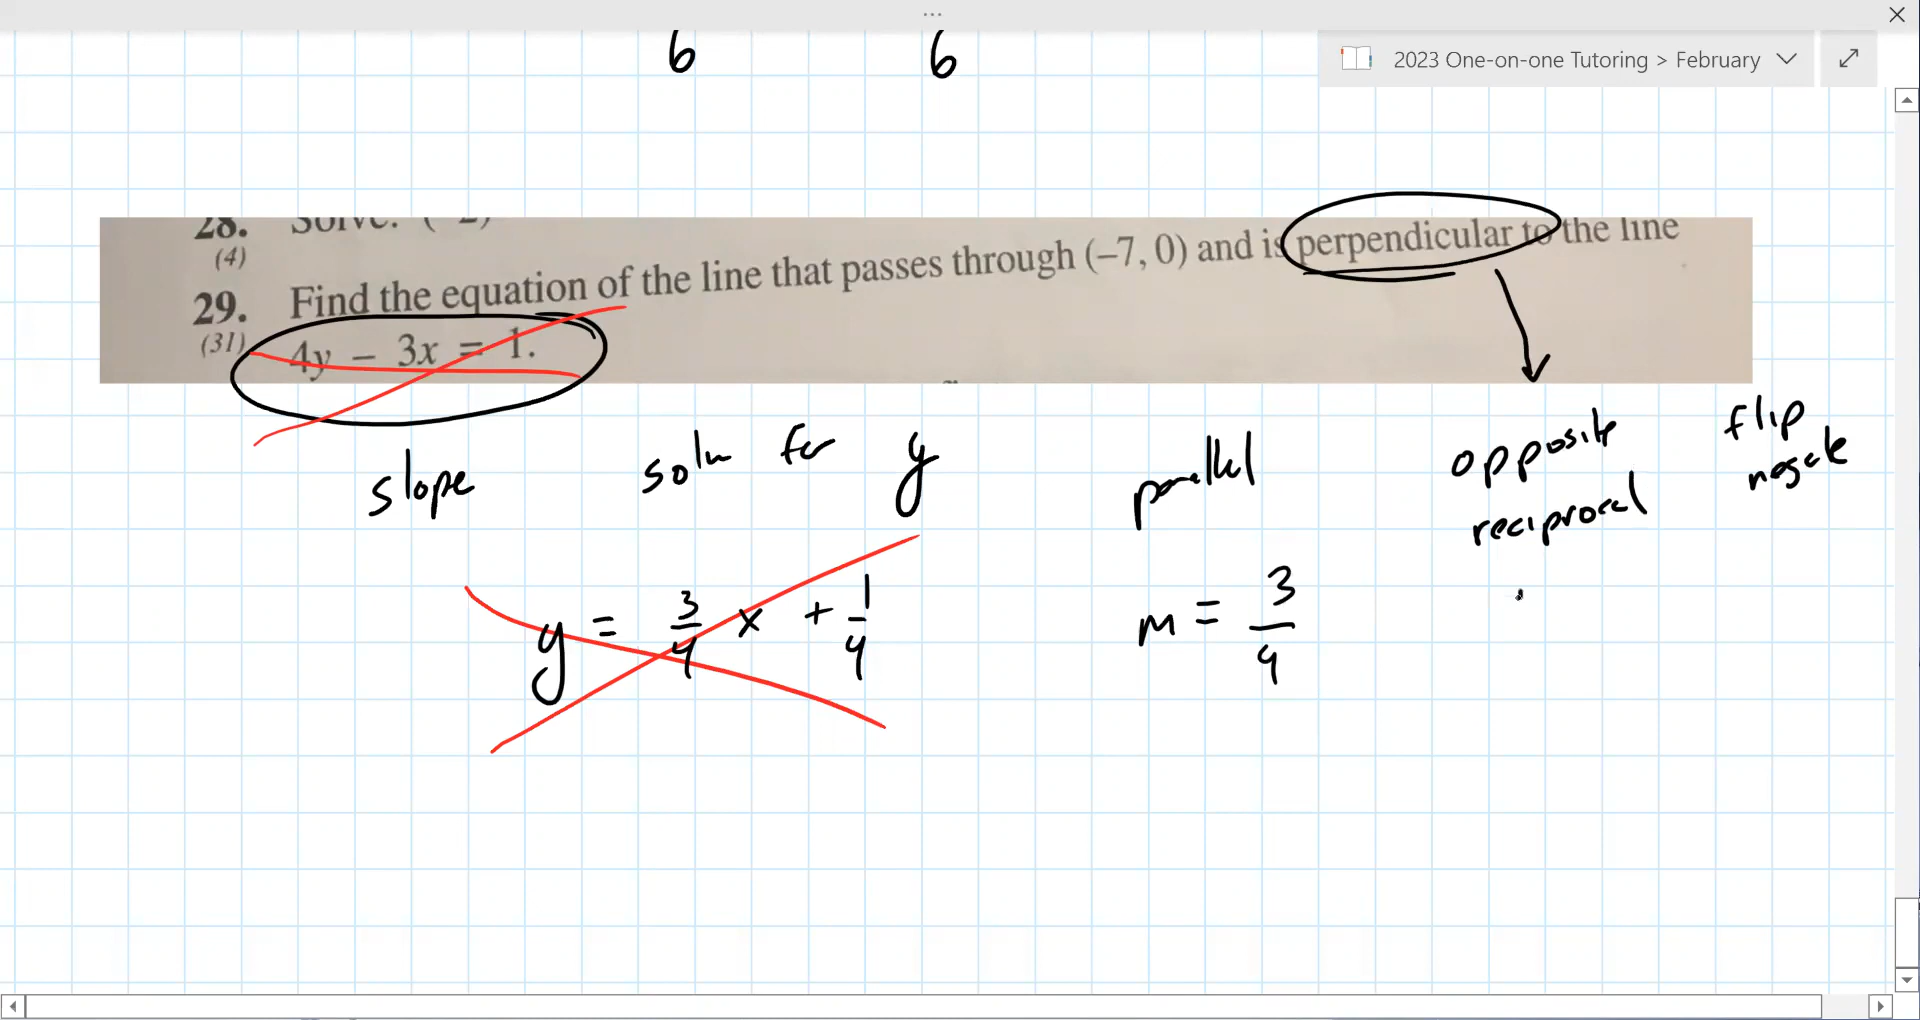 ...
6 6
2023 One-on-one Tutoring > February
28. Solve:
(4)
29. Find the equation of the line that passes through (–7, 0) and is perpendicular to the line
(31) 4y – 3x = 1.
slope
solve for y
parallel
opposite
reciprocal
flip
negate
y = 3/4 x + 1/4
m = 3/4